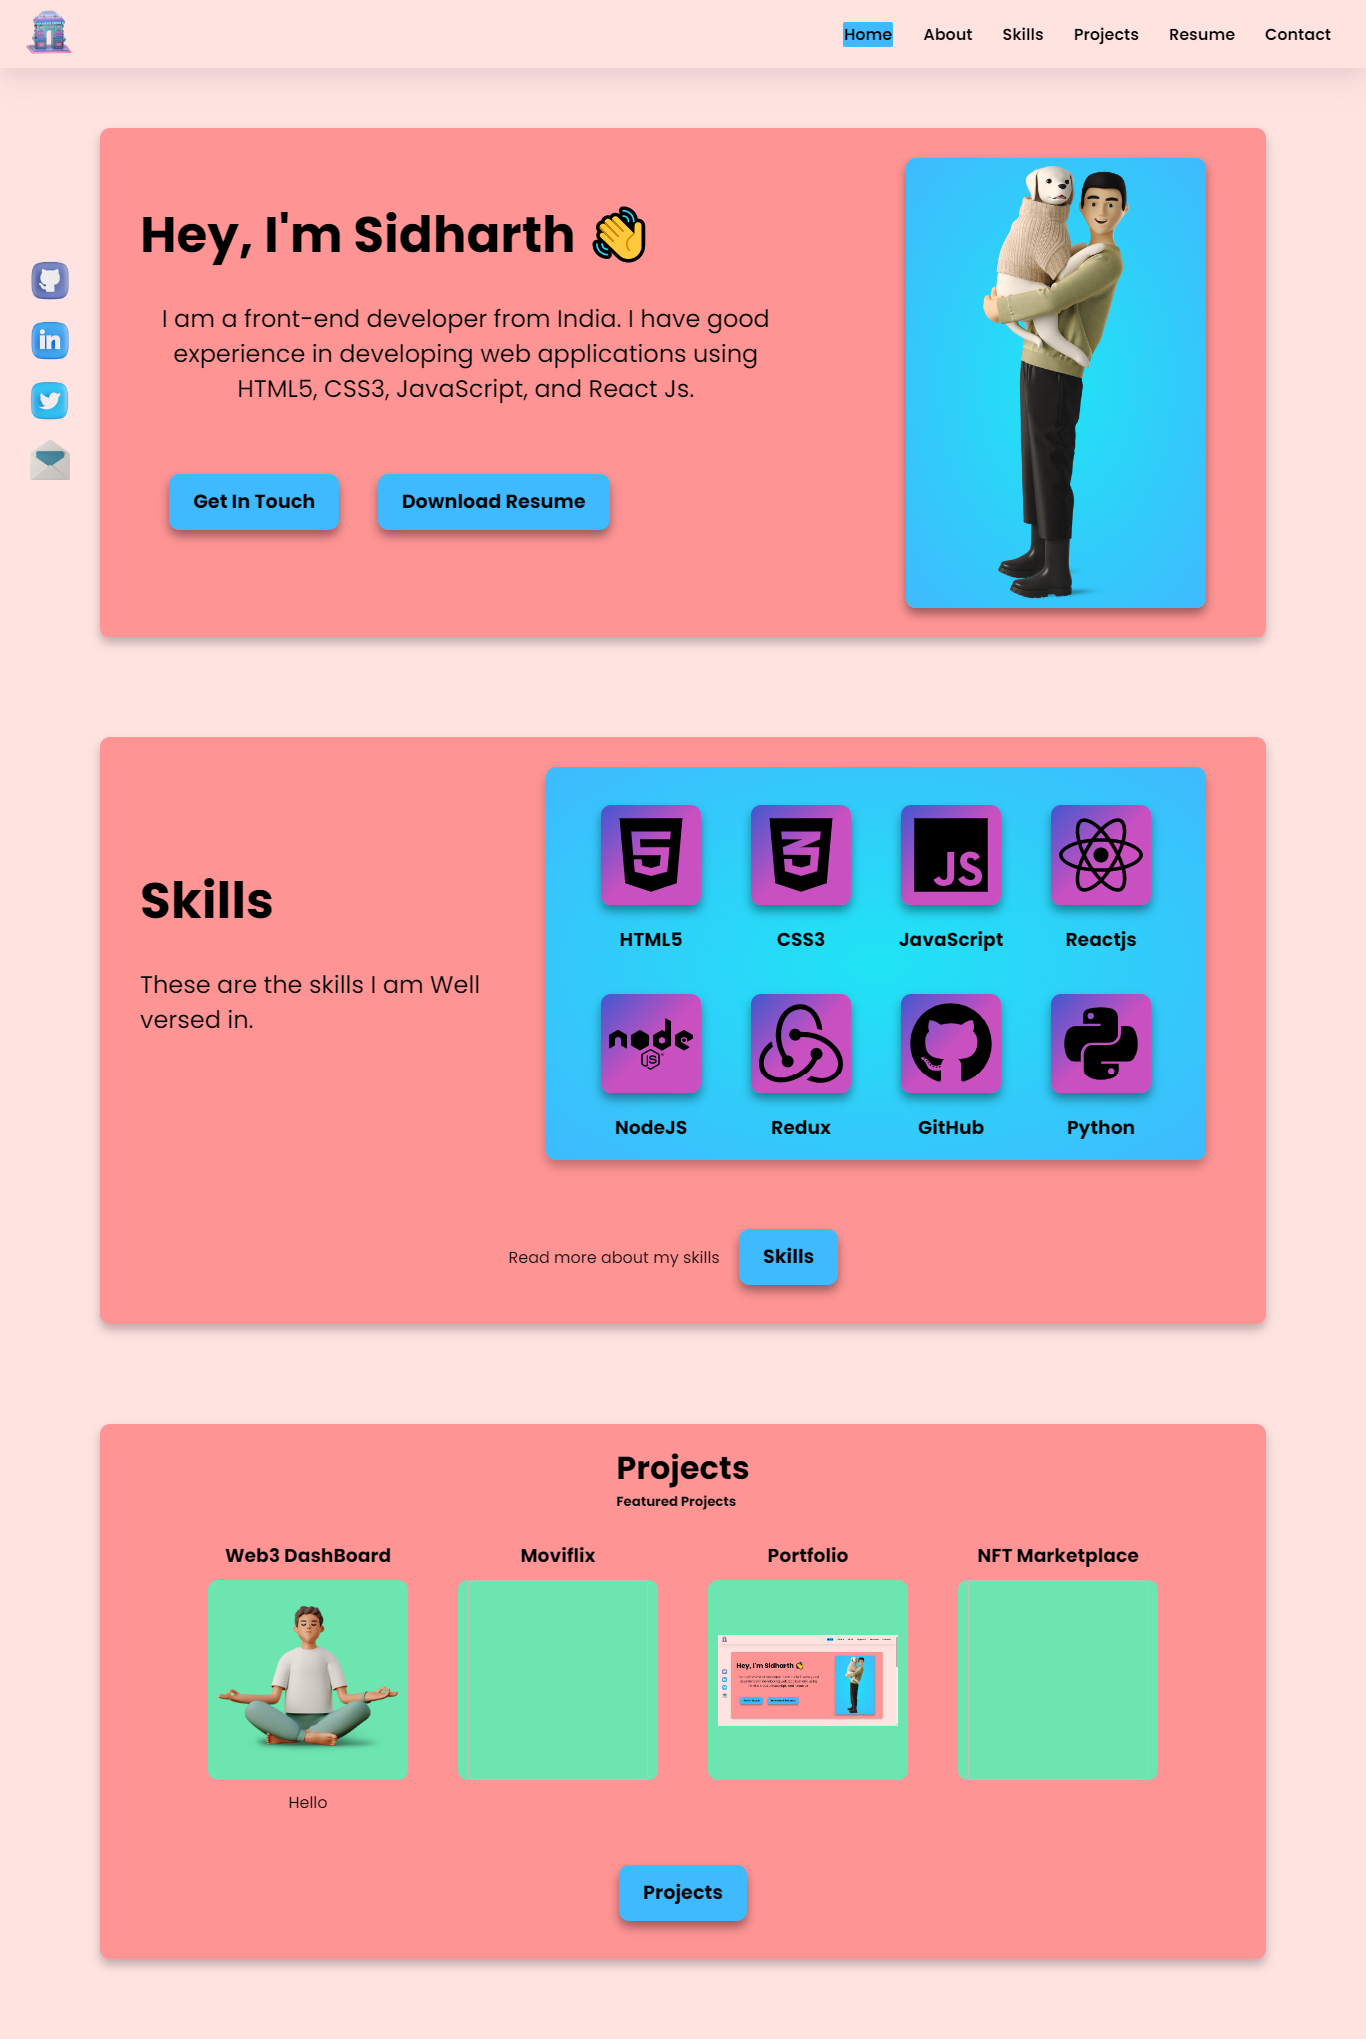 Home About Skills Projects Resume Contact
Hey, I'm Sidharth
I am a front-end developer from India. I have good
experience in developing web applications using
HTML5, CSS3, JavaScript, and React Js.
Get In Touch Download Resume
Skills
These are the skills I am Well
versed in.
JS
HTML5 CSS3 JavaScript Reactjs
node
JS
NodeJS Redux GitHub Python
Read more about my skills Skills
Projects
Featured Projects
Web3 DashBoard Moviflix Portfolio NFT Marketplace
Hey, I'm Sidharth
Hello
Projects